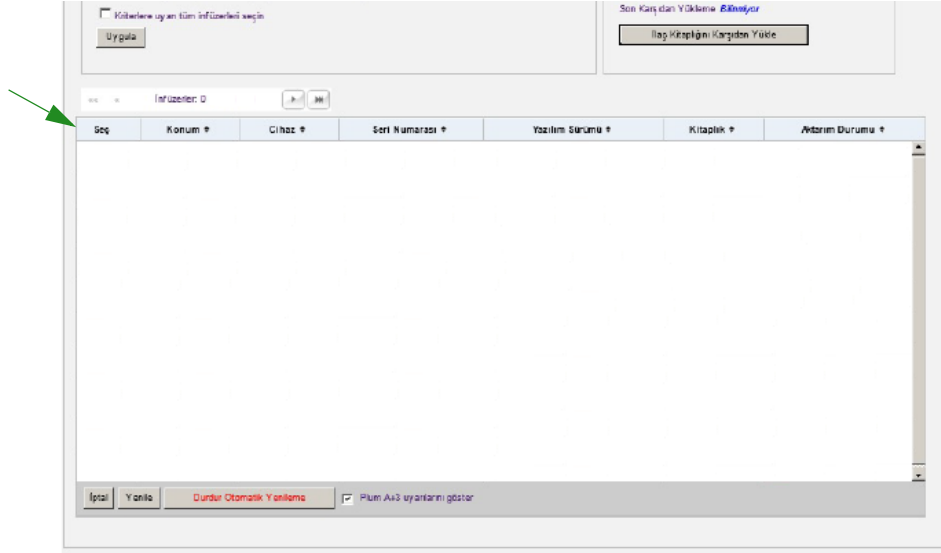 Son Karşıdan Yükleme Bilinmiyor
Kriterlere uyan tüm infüzerleri seçin
Uygula
İlaç Kitaplığını Karşıdan Yükle
İnfüzerler: 0
Seç Konum Cihaz Seri Numarası Yazılım Sürümü Kitaplık Aktarım Durumu
İptal Yenile Durdur Otomatik Yenileme Plum A+3 uyarılarını göster